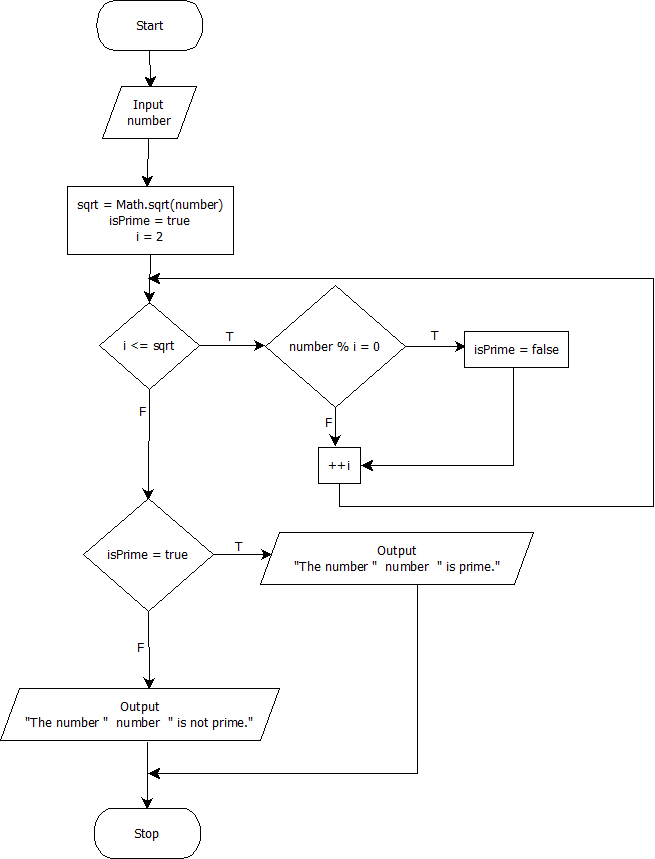 Start
Input
number
sqrt = Math.sqrt(number)
isPrime = true
i = 2
i <= sqrt
T
number % i = 0
T
isPrime = false
F
F
++i
isPrime = true
T
Output
"The number "  number  " is prime."
F
Output
"The number "  number  " is not prime."
Stop